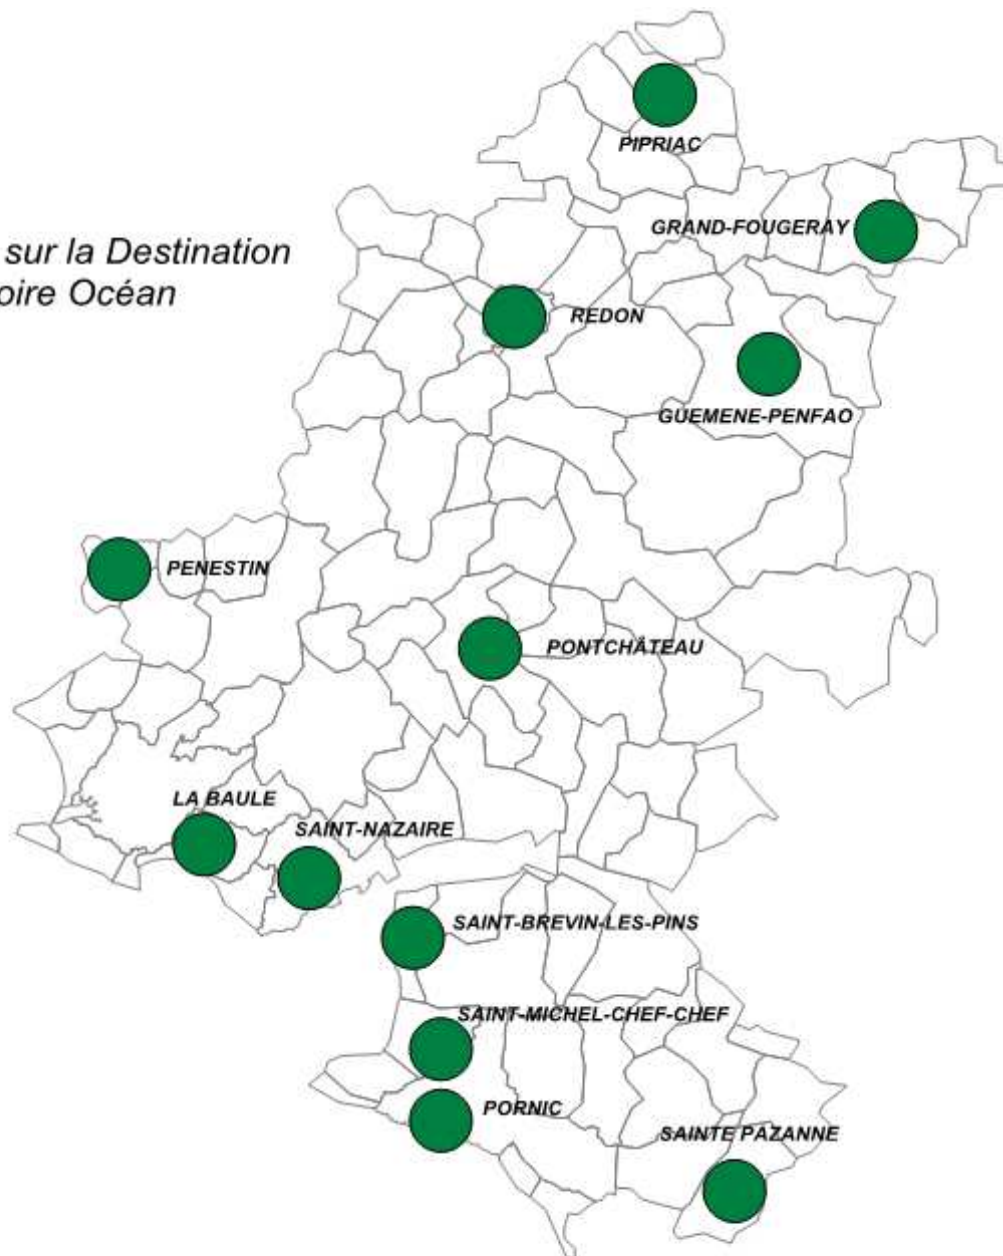 PIPRIAC
GRAND-FOUGERAY
sur la Destination
oire Océan
REDON
GUEMENE-PENFAO
PENESTIN
PONTCHÂTEAU
LA BAULE
SAINT-NAZAIRE
SAINT-BREVIN-LES-PINS
SAINT-MICHEL-CHEF-CHEF
PORNIC
SAINTE PAZANNE